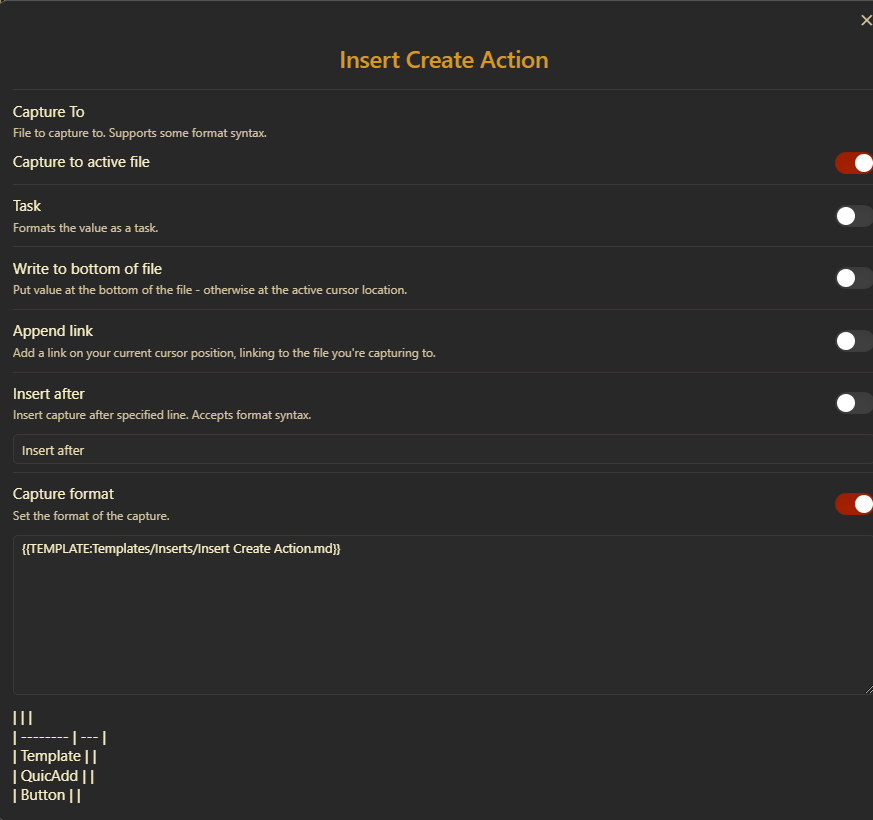 Insert Create Action
Capture To
File to capture to. Supports some format syntax.
Capture to active file
Task
Formats the value as a task.
Write to bottom of file
Put value at the bottom of the file - otherwise at the active cursor location.
Append link
Add a link on your current cursor position, linking to the file you're capturing to.
Insert after
Insert capture after specified line. Accepts format syntax.
Insert after
Capture format
Set the format of the capture.
{{TEMPLATE:Templates/Inserts/Insert Create Action.md}}
| | |
| -------- | --- |
| Template | |
| QuicAdd | |
| Button | |